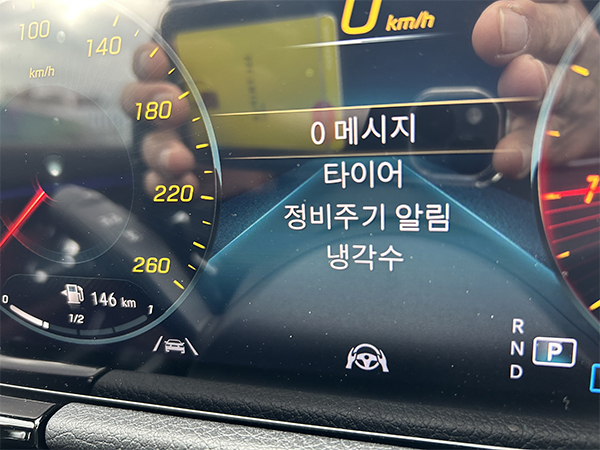 0 km/h
100
140
km/h
180
220
260
0 메시지
타이어
정비주기 알림
냉각수
146 km
0 1/2 1
R
N P
D